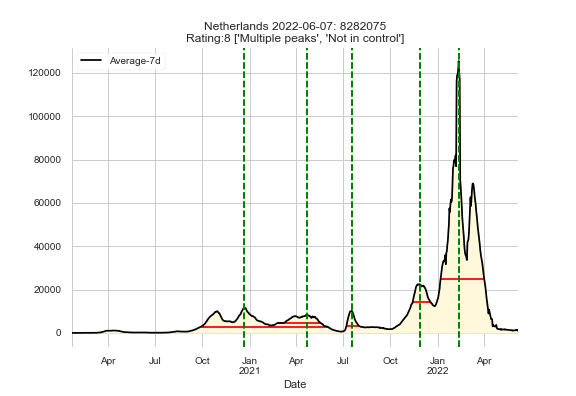 Netherlands 2022-06-07: 8282075
Rating:8 ['Multiple peaks', 'Not in control']
Average-7d
120000
100000
80000
60000
40000
20000
0
Apr Jul Oct Jan Apr Jul Oct Jan Apr
2021 2022
Date